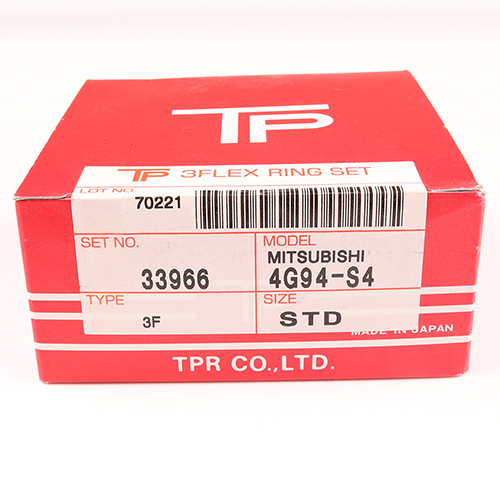 TP
TP 3FLEX RING SET
LOT NO. 70221
SET NO. 33966
MODEL MITSUBISHI
4G94-S4
TYPE 3F
SIZE STD
MADE IN JAPAN
TPR CO.,LTD.